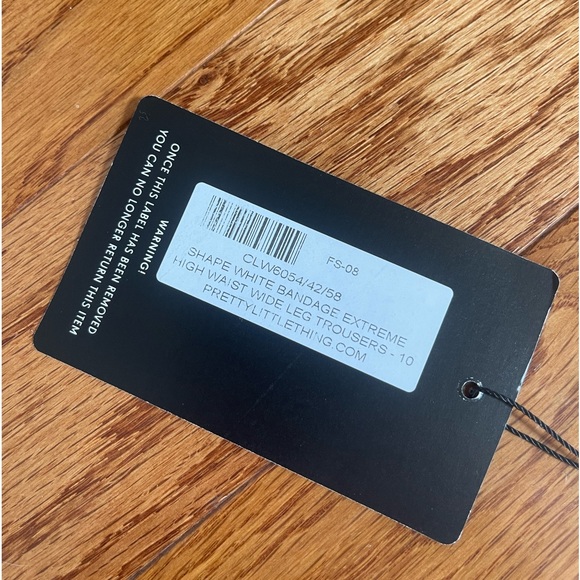 WARNING!
ONCE THIS LABEL HAS BEEN REMOVED
YOU CAN NO LONGER RETURN THIS ITEM
FS-08
CLW6054/42/58
SHAPE WHITE BANDAGE EXTREME
HIGH WAIST WIDE LEG TROUSERS - 10
PRETTYLITTLETHING.COM